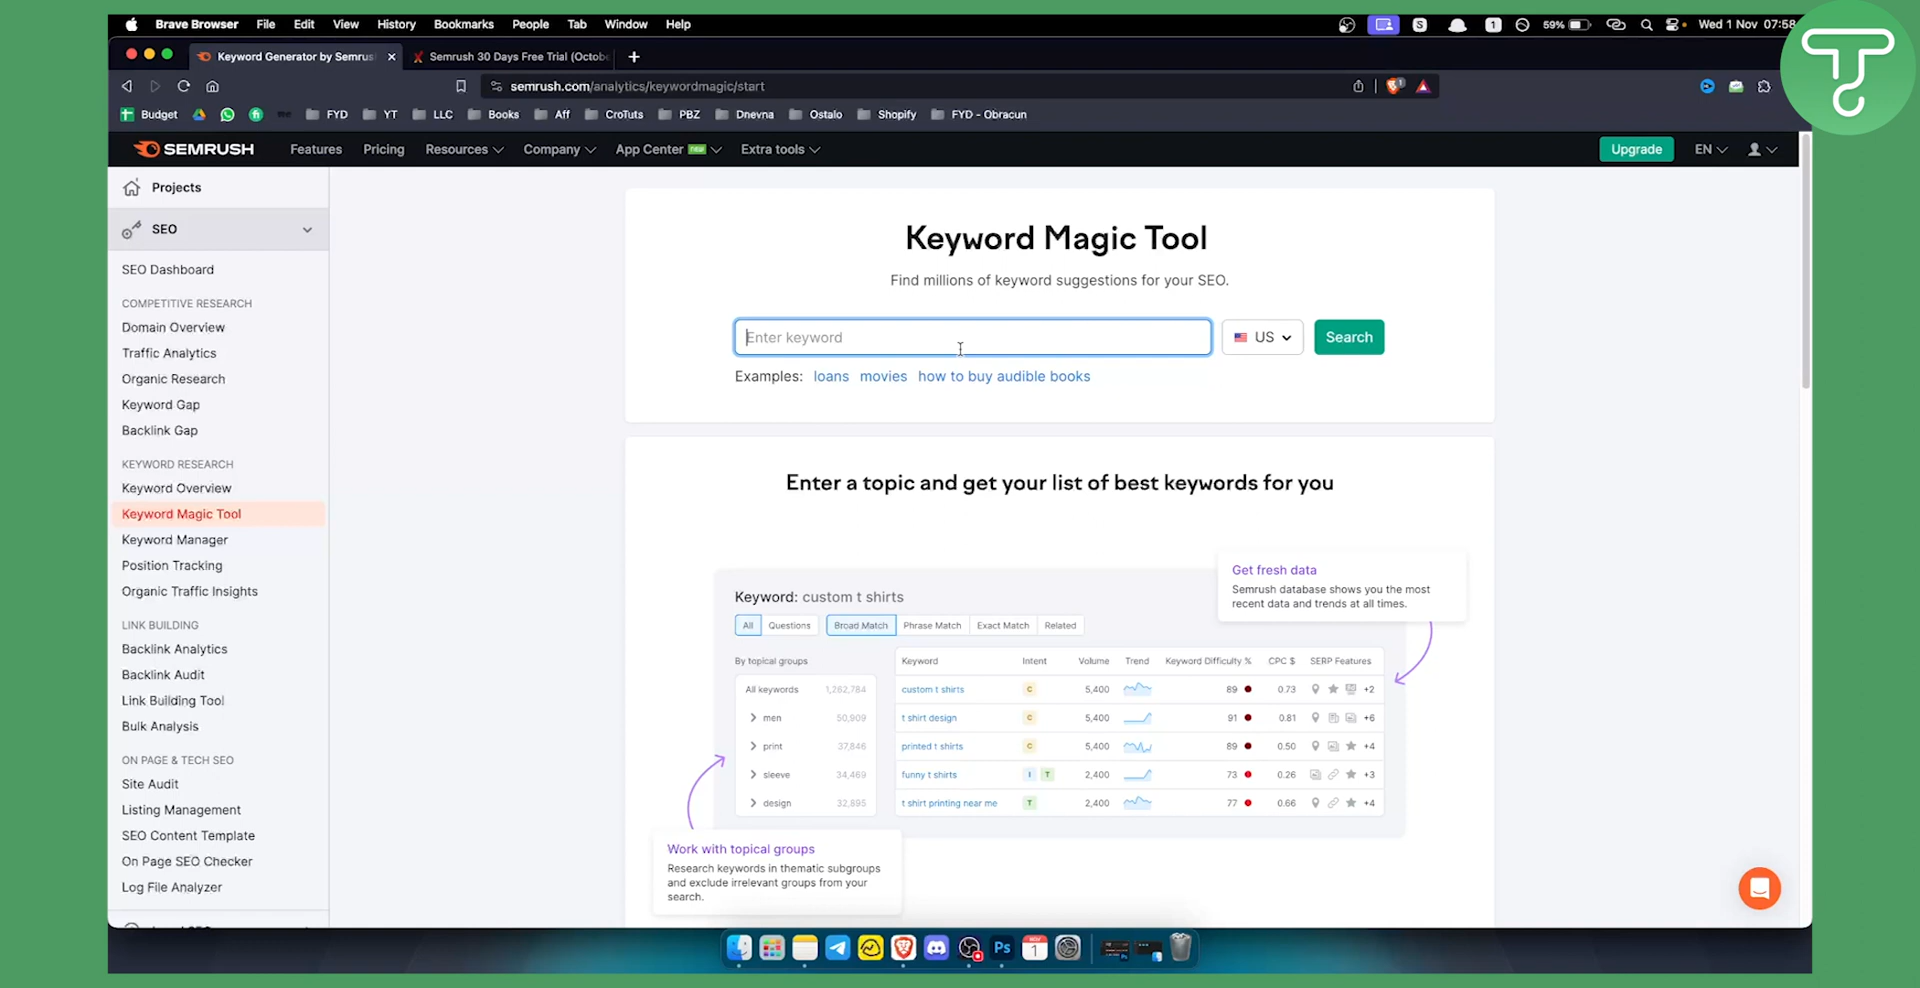 Brave Browser File Edit View History Bookmarks People Tab Window Help
S 1 59% Wed 1 Nov 07:58
Keyword Generator by Semrus
Semrush 30 Days Free Trial (Octob
semrush.com/analytics/keywordmagic/start
Budget FYD YT LLC Books Aff CroTuts PBZ Dnevna Ostalo Shopify FYD - Obracun
SEMRUSH Features Pricing Resources Company App Center new Extra tools Upgrade EN
Projects
SEO
SEO Dashboard
COMPETITIVE RESEARCH
Domain Overview
Traffic Analytics
Organic Research
Keyword Gap
Backlink Gap
KEYWORD RESEARCH
Keyword Overview
Keyword Magic Tool
Keyword Manager
Position Tracking
Organic Traffic Insights
LINK BUILDING
Backlink Analytics
Backlink Audit
Link Building Tool
Bulk Analysis
ON PAGE & TECH SEO
Site Audit
Listing Management
SEO Content Template
On Page SEO Checker
Log File Analyzer
Keyword Magic Tool
Find millions of keyword suggestions for your SEO.
Enter keyword US Search
Examples: loans movies how to buy audible books
Enter a topic and get your list of best keywords for you
Get fresh data
Semrush database shows you the most
recent data and trends at all times.
Keyword: custom t shirts
All Questions Broad Match Phrase Match Exact Match Related
By topical groups
All keywords 1,262,784
men 50,909
print 37,846
sleeve 34,469
design 32,895
Keyword Intent Volume Trend Keyword Difficulty % CPC $ SERP Features
custom t shirts C 5,400 89 0.73 +2
t shirt design C 5,400 91 0.81 +6
printed t shirts C 5,400 89 0.50 +4
funny t shirts I T 2,400 73 0.26 +3
t shirt printing near me T 2,400 77 0.66 +4
Work with topical groups
Research keywords in thematic subgroups
and exclude irrelevant groups from your
search.
Ps
NOV
1